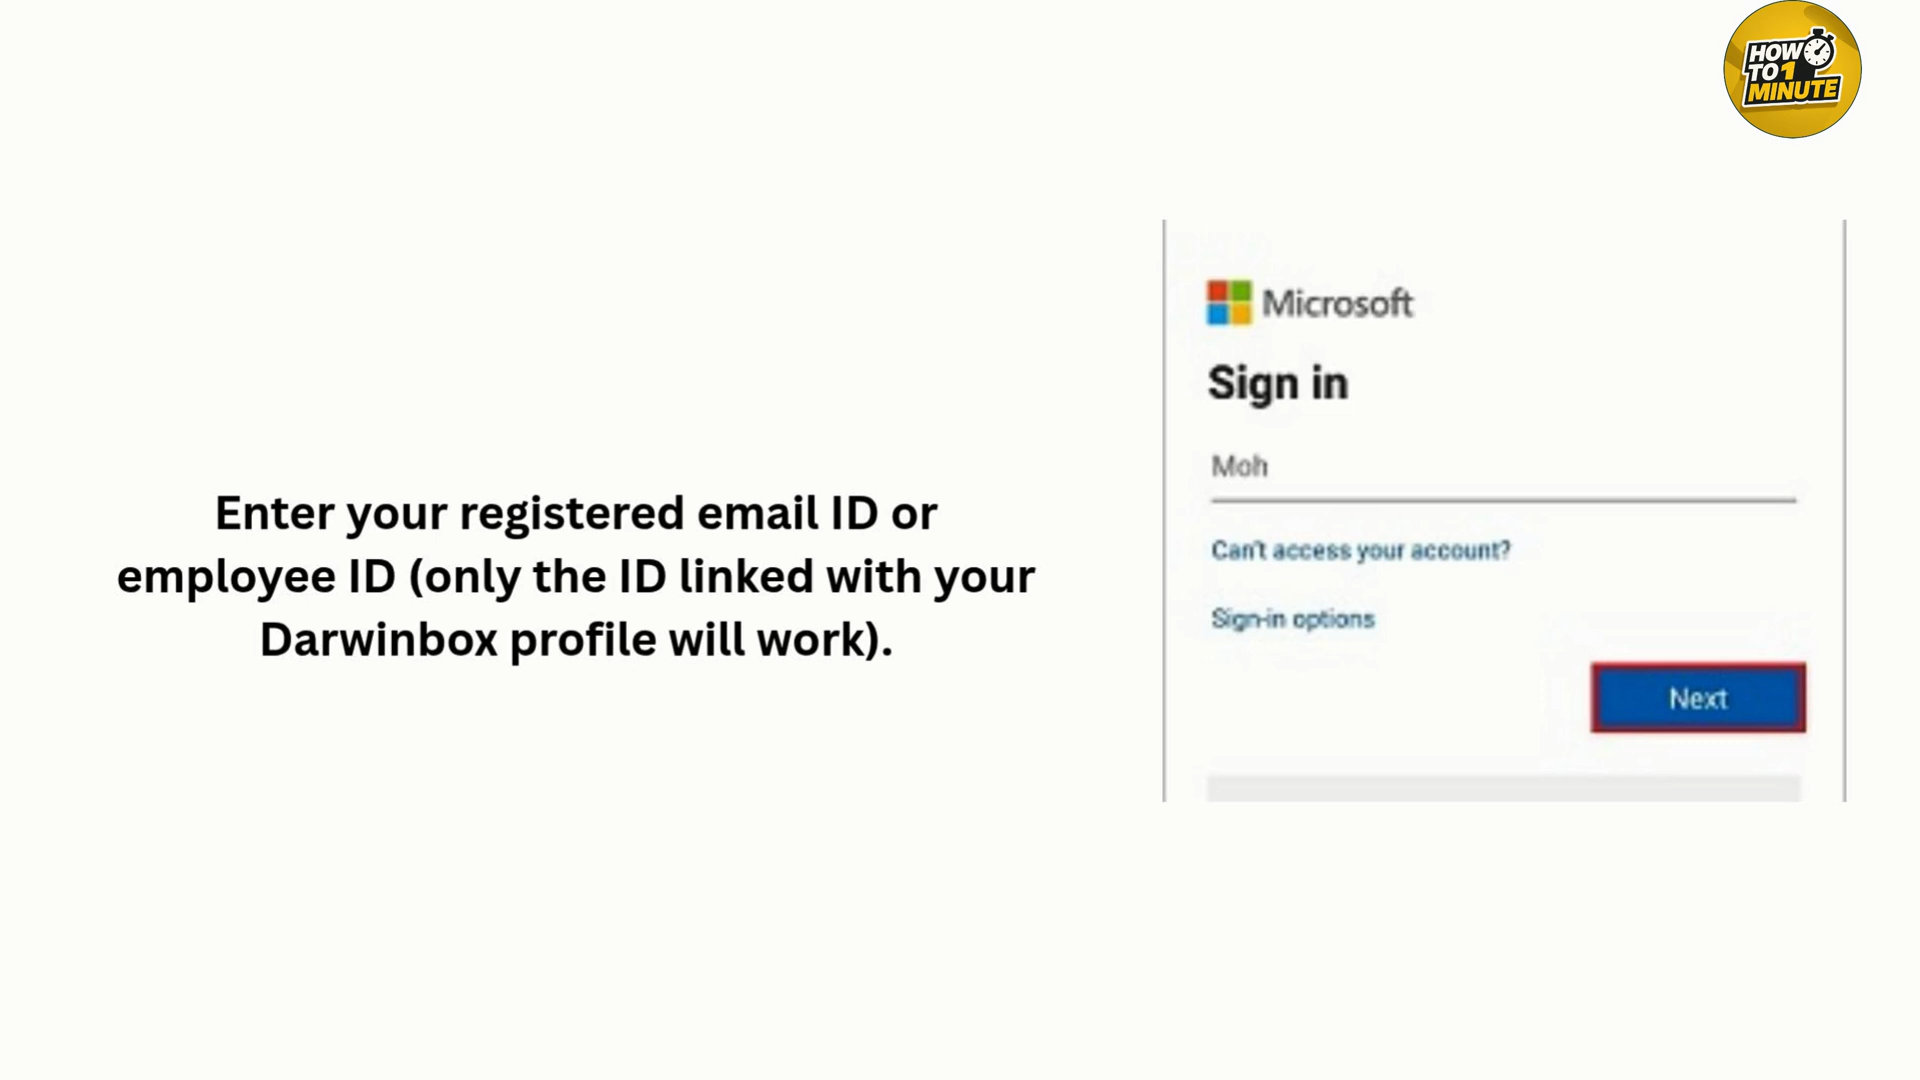 HOW
TO 1
MINUTE
Enter your registered email ID or
employee ID (only the ID linked with your
Darwinbox profile will work).
Microsoft
Sign in
Moh
Can't access your account?
Sign-in options
Next